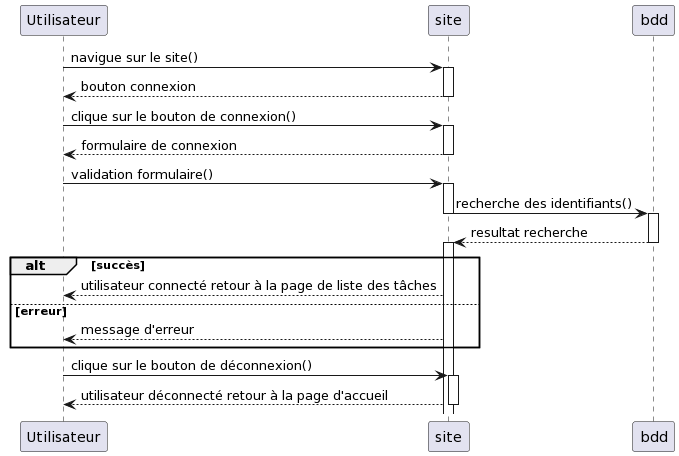 Utilisateur site bdd
navigue sur le site()
bouton connexion
clique sur le bouton de connexion()
formulaire de connexion
validation formulaire()
recherche des identifiants()
resultat recherche
alt [succès]
utilisateur connecté retour à la page de liste des tâches
[erreur]
message d'erreur
clique sur le bouton de déconnexion()
utilisateur déconnecté retour à la page d'accueil
Utilisateur site bdd